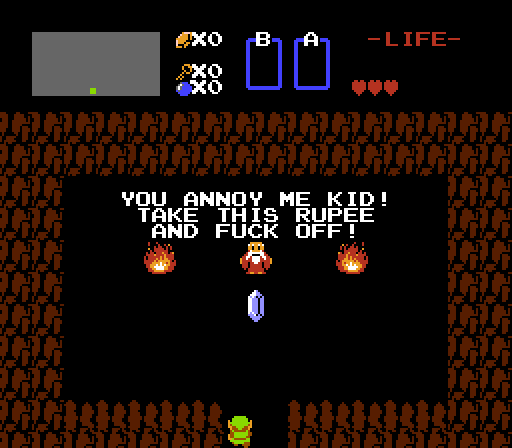 X0
B
A
-LIFE-
X0
X0
YOU ANNOY ME KID!
TAKE THIS RUPEE
AND FUCK OFF!